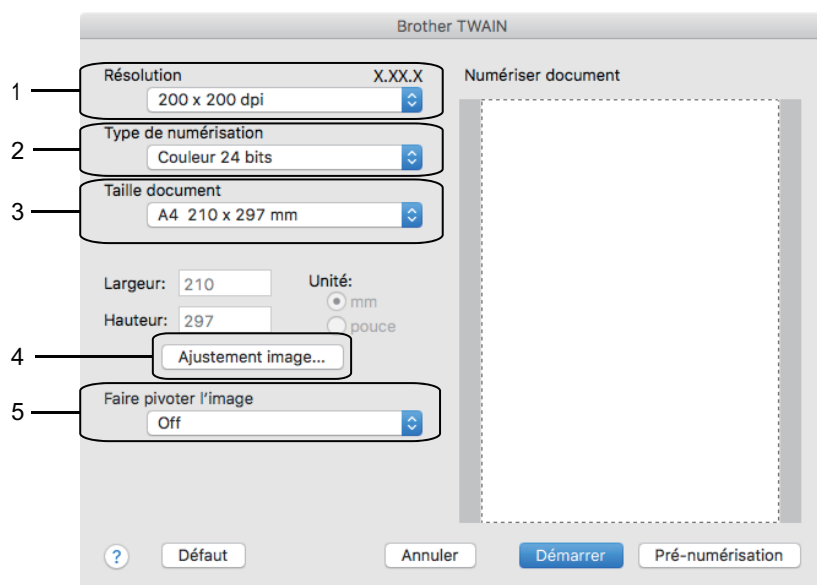 Brother TWAIN
1
Résolution X.XX.X
200 x 200 dpi
2
Type de numérisation
Couleur 24 bits
3
Taille document
A4 210 x 297 mm
Largeur: 210
Hauteur: 297
Unité:
mm
pouce
4
Ajustement image...
5
Faire pivoter l'image
Off
Numériser document
? Défaut Annuler Démarrer Pré-numérisation